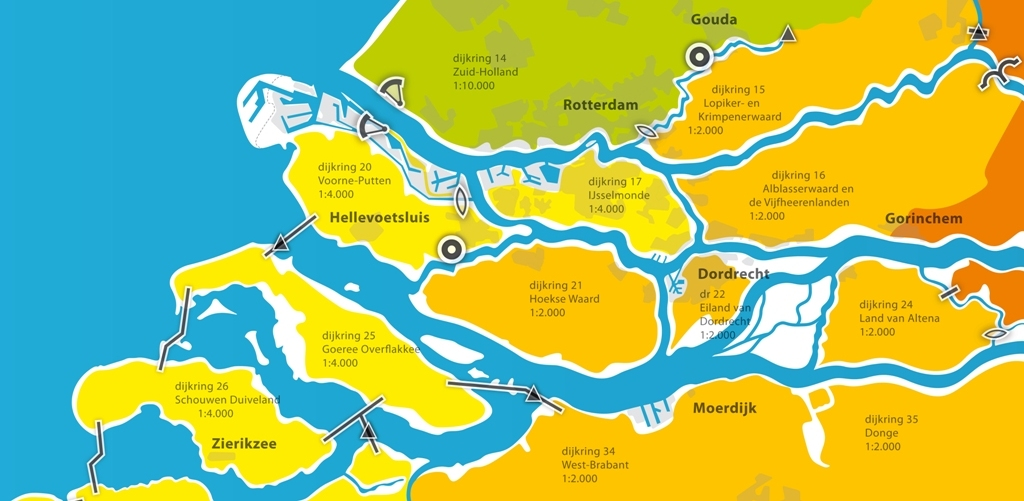 Gouda
dijkring 14
Zuid-Holland
1:10.000
dijkring 15
Lopiker- en
Krimpenerwaard
1:2.000
Rotterdam
dijkring 20
Voorne-Putten
1:4.000
dijkring 17
IJsselmonde
1:4.000
dijkring 16
Alblasserwaard en
de Vijfheerenlanden
1:2.000
Hellevoetsluis
Gorinchem
dijkring 21
Hoekse Waard
1:2.000
Dordrecht
dr 22
Eiland van
Dordrecht
1:2.000
dijkring 24
Land van Altena
1:2.000
dijkring 25
Goeree Overflakkee
1:4.000
dijkring 26
Schouwen Duiveland
1:4.000
Zierikzee
Moerdijk
dijkring 35
Donge
1:2.000
dijkring 34
West-Brabant
1:2.000